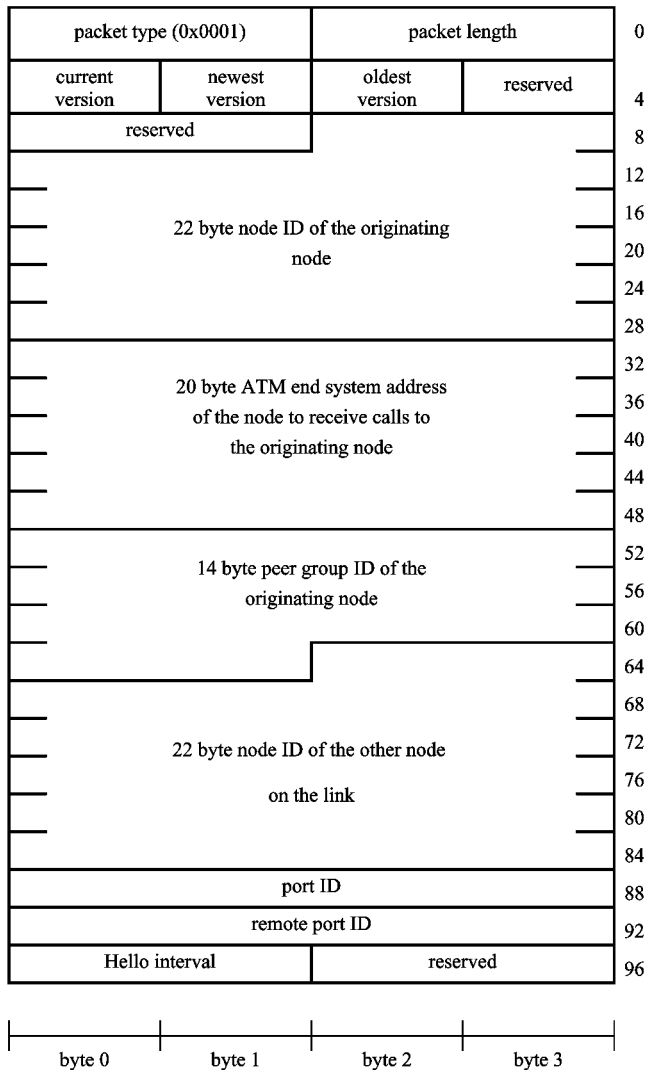 packet type (0x0001) packet length 0
current version newest version oldest version reserved 4
reserved 8
12
16
22 byte node ID of the originating
20
node
24
28
32
20 byte ATM end system address
36
of the node to receive calls to
40
the originating node
44
48
52
14 byte peer group ID of the
56
originating node
60
64
68
72
22 byte node ID of the other node
76
on the link
80
84
port ID 88
remote port ID 92
Hello interval reserved 96
byte 0 byte 1 byte 2 byte 3